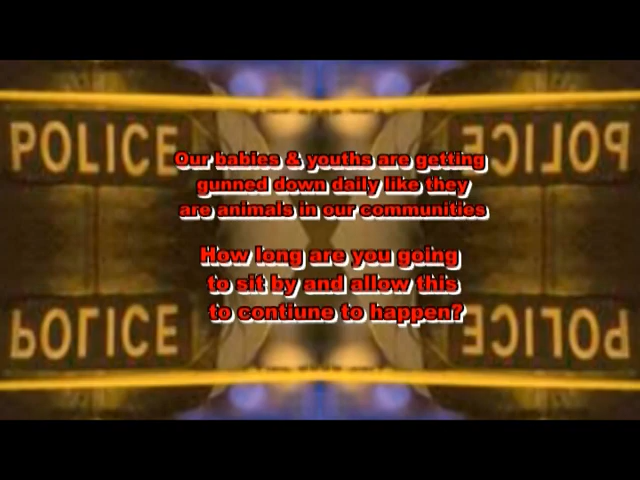 POLICE
POLICE
Our babies & youths are getting
gunned down daily like they
are animals in our communities
How long are you going
to sit by and allow this
to contiune to happen?
POLICE
POLICE